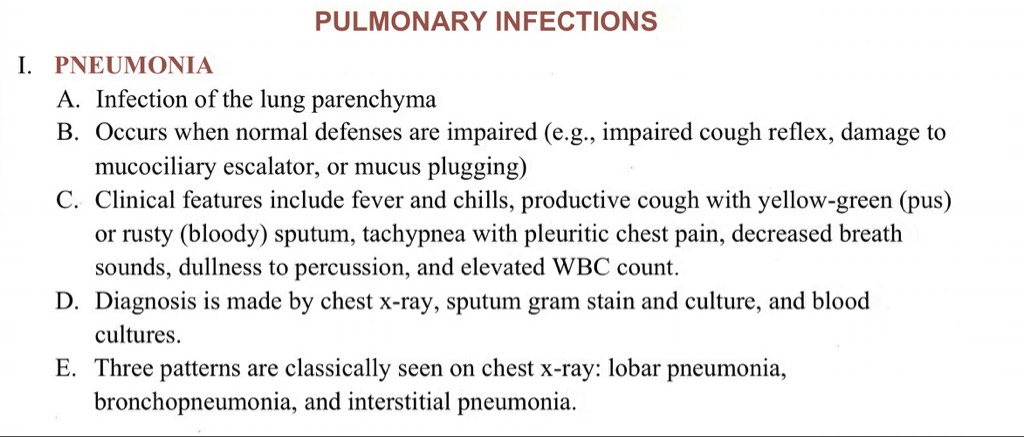 PULMONARY INFECTIONS
I. PNEUMONIA
A. Infection of the lung parenchyma
B. Occurs when normal defenses are impaired (e.g., impaired cough reflex, damage to
mucociliary escalator, or mucus plugging)
C. Clinical features include fever and chills, productive cough with yellow-green (pus)
or rusty (bloody) sputum, tachypnea with pleuritic chest pain, decreased breath
sounds, dullness to percussion, and elevated WBC count.
D. Diagnosis is made by chest x-ray, sputum gram stain and culture, and blood
cultures.
E. Three patterns are classically seen on chest x-ray: lobar pneumonia,
bronchopneumonia, and interstitial pneumonia.